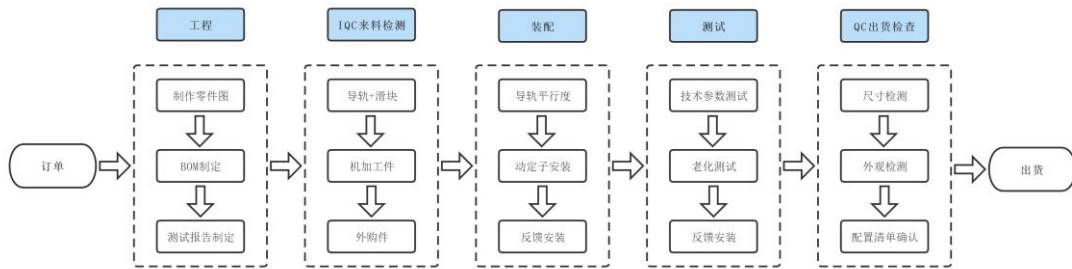 工程
IQC来料检测
装配
测试
QC出货检查
订单
制作零件图
BOM制定
测试报告制定
导轨+滑块
机加工件
外购件
导轨平行度
动定子安装
反馈安装
技术参数测试
老化测试
反馈安装
尺寸检测
外观检测
配置清单确认
出货